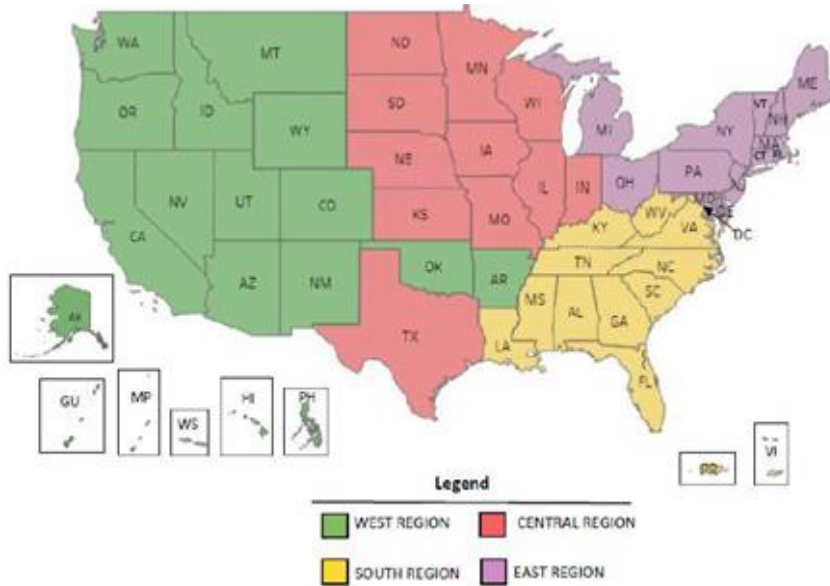 WA
MT
ND
MN
ME
OR
ID
SD
WI
VT
NH
WY
MI
NY
MA
IA
CT
NE
PA
NV
UT
IL
IN
OH
CO
MD
DE
KS
MO
WV
VA
DC
CA
KY
OK
TN
NC
AZ
NM
AR
SC
MS
AL
GA
TX
LA
AK
FL
GU
MP
WS
HI
PH
VI
PR
Legend
WEST REGION
CENTRAL REGION
SOUTH REGION
EAST REGION